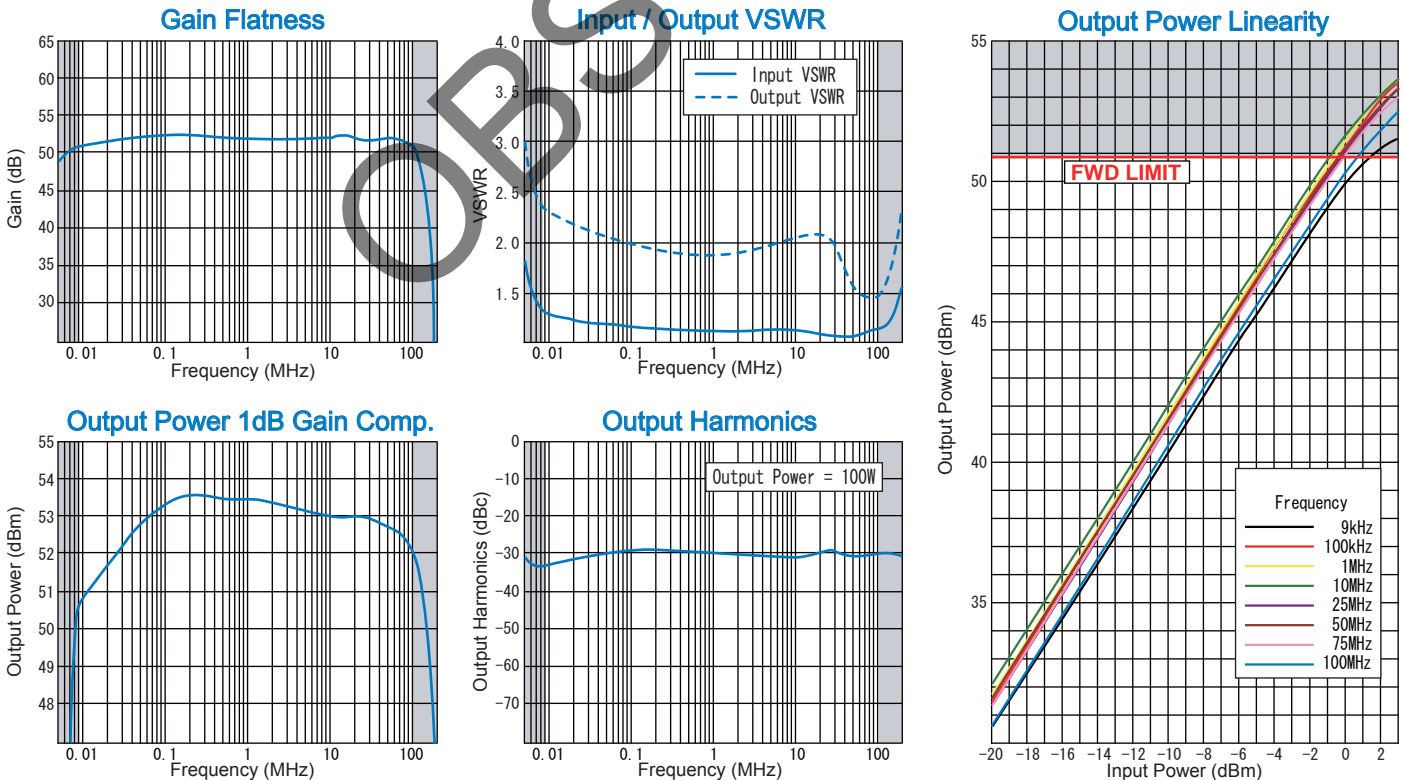 Gain Flatness
65
60
55
50
45
40
35
30
Gain (dB)
0.01 0.1 1 10 100
Frequency (MHz)
Input / Output VSWR
4.0
3.5
3.0
2.5
2.0
1.5
VSWR
Input VSWR
Output VSWR
0.01 0.1 1 10 100
Frequency (MHz)
OBS
Output Power 1dB Gain Comp.
55
54
53
52
51
50
49
48
Output Power (dBm)
0.01 0.1 1 10 100
Frequency (MHz)
Output Harmonics
0
-10
-20
-30
-40
-50
-60
-70
Output Harmonics (dBc)
Output Power = 100W
0.01 0.1 1 10 100
Frequency (MHz)
Output Power Linearity
55
50
45
40
35
Output Power (dBm)
FWD LIMIT
Frequency
9kHz
100kHz
1MHz
10MHz
25MHz
50MHz
75MHz
100MHz
-20 -18 -16 -14 -12 -10 -8 -6 -4 -2 0 2
Input Power (dBm)